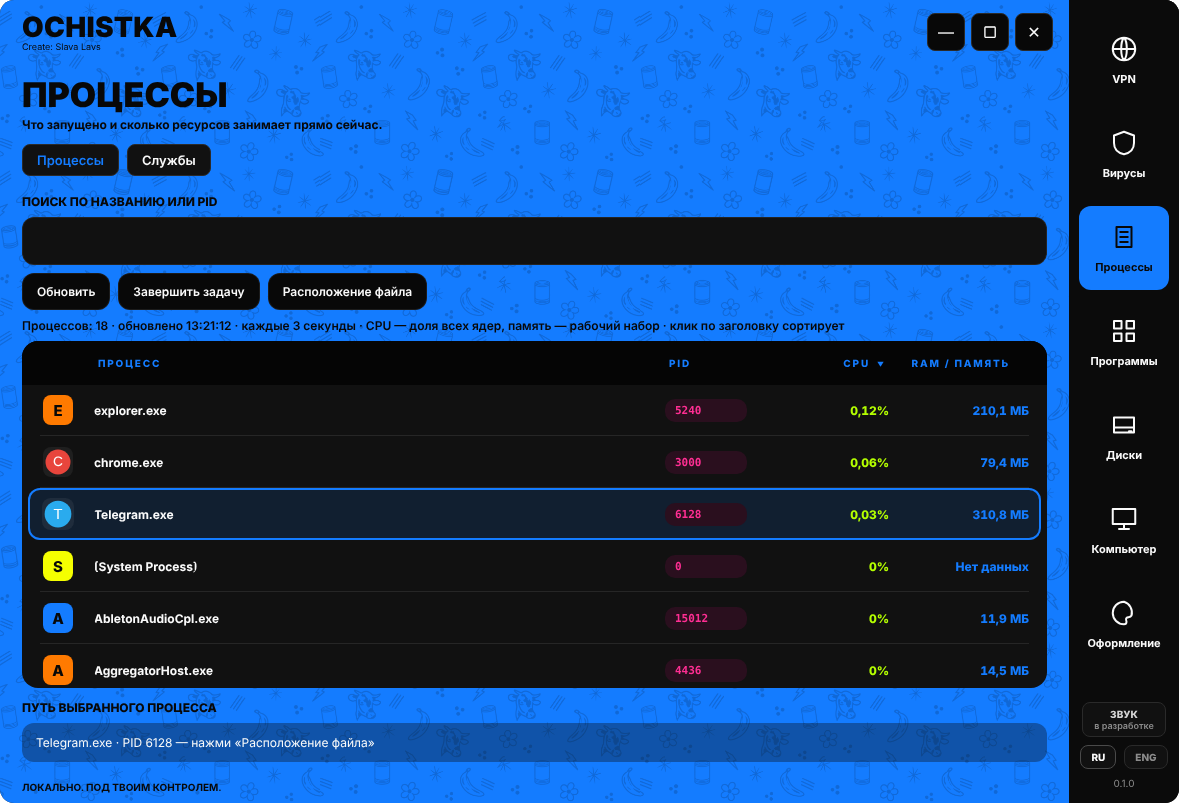 OCHISTKA
Create: Slava Lavs
ПРОЦЕССЫ
Что запущено и сколько ресурсов занимает прямо сейчас.
Процессы Службы
ПОИСК ПО НАЗВАНИЮ ИЛИ PID
Обновить Завершить задачу Расположение файла
Процессов: 18 · обновлено 13:21:12 · каждые 3 секунды · CPU — доля всех ядер, память — рабочий набор · клик по заголовку сортирует
ПРОЦЕСС PID CPU ▼ RAM / ПАМЯТЬ
E explorer.exe 5240 0,12% 210,1 МБ
C chrome.exe 3000 0,06% 79,4 МБ
T Telegram.exe 6128 0,03% 310,8 МБ
S (System Process) 0 0% Нет данных
A AbletonAudioCpl.exe 15012 0% 11,9 МБ
A AggregatorHost.exe 4436 0% 14,5 МБ
ПУТЬ ВЫБРАННОГО ПРОЦЕССА
Telegram.exe · PID 6128 — нажми «Расположение файла»
ЛОКАЛЬНО. ПОД ТВОИМ КОНТРОЛЕМ.
VPN
Вирусы
Процессы
Программы
Диски
Компьютер
Оформление
ЗВУК
в разработке
RU ENG
0.1.0